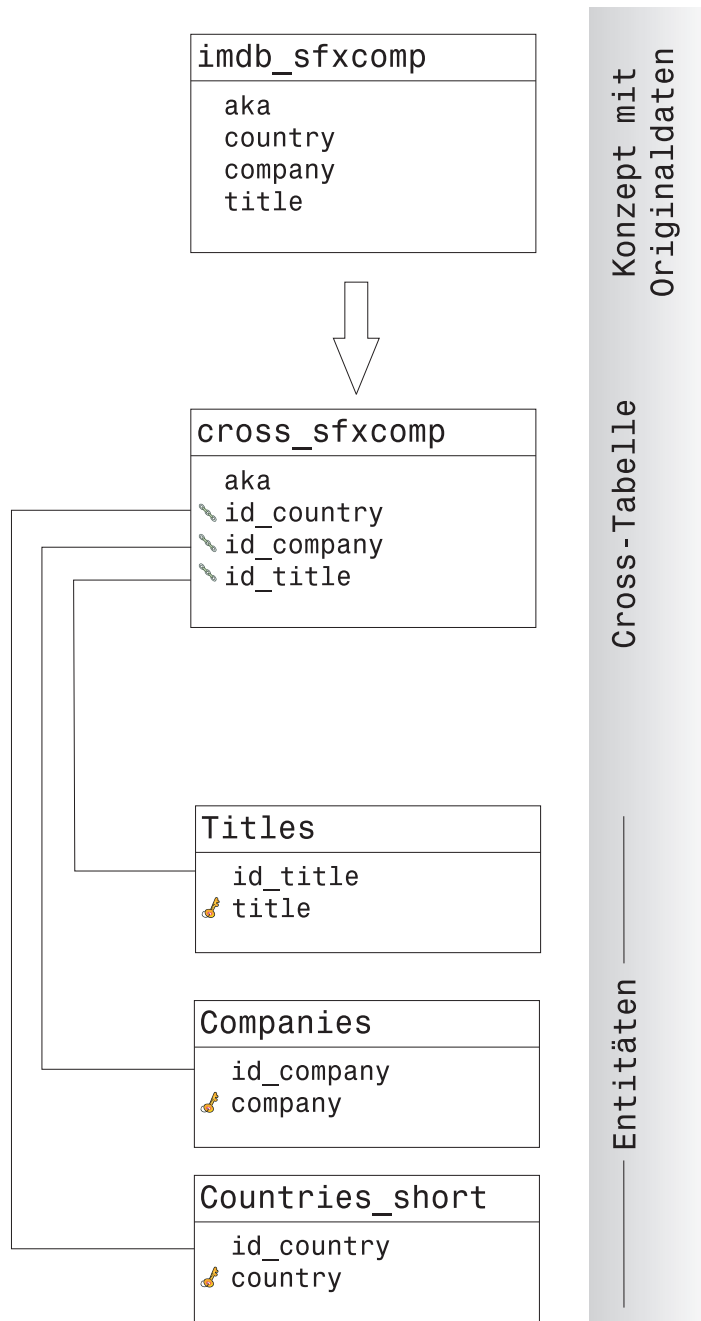 imdb_sfxcomp
aka
country
company
title
Konzept mit
Originaldaten
cross_sfxcomp
aka
id_country
id_company
id_title
Cross-Tabelle
Titles
id_title
title
Companies
id_company
company
Countries_short
id_country
country
Entitäten